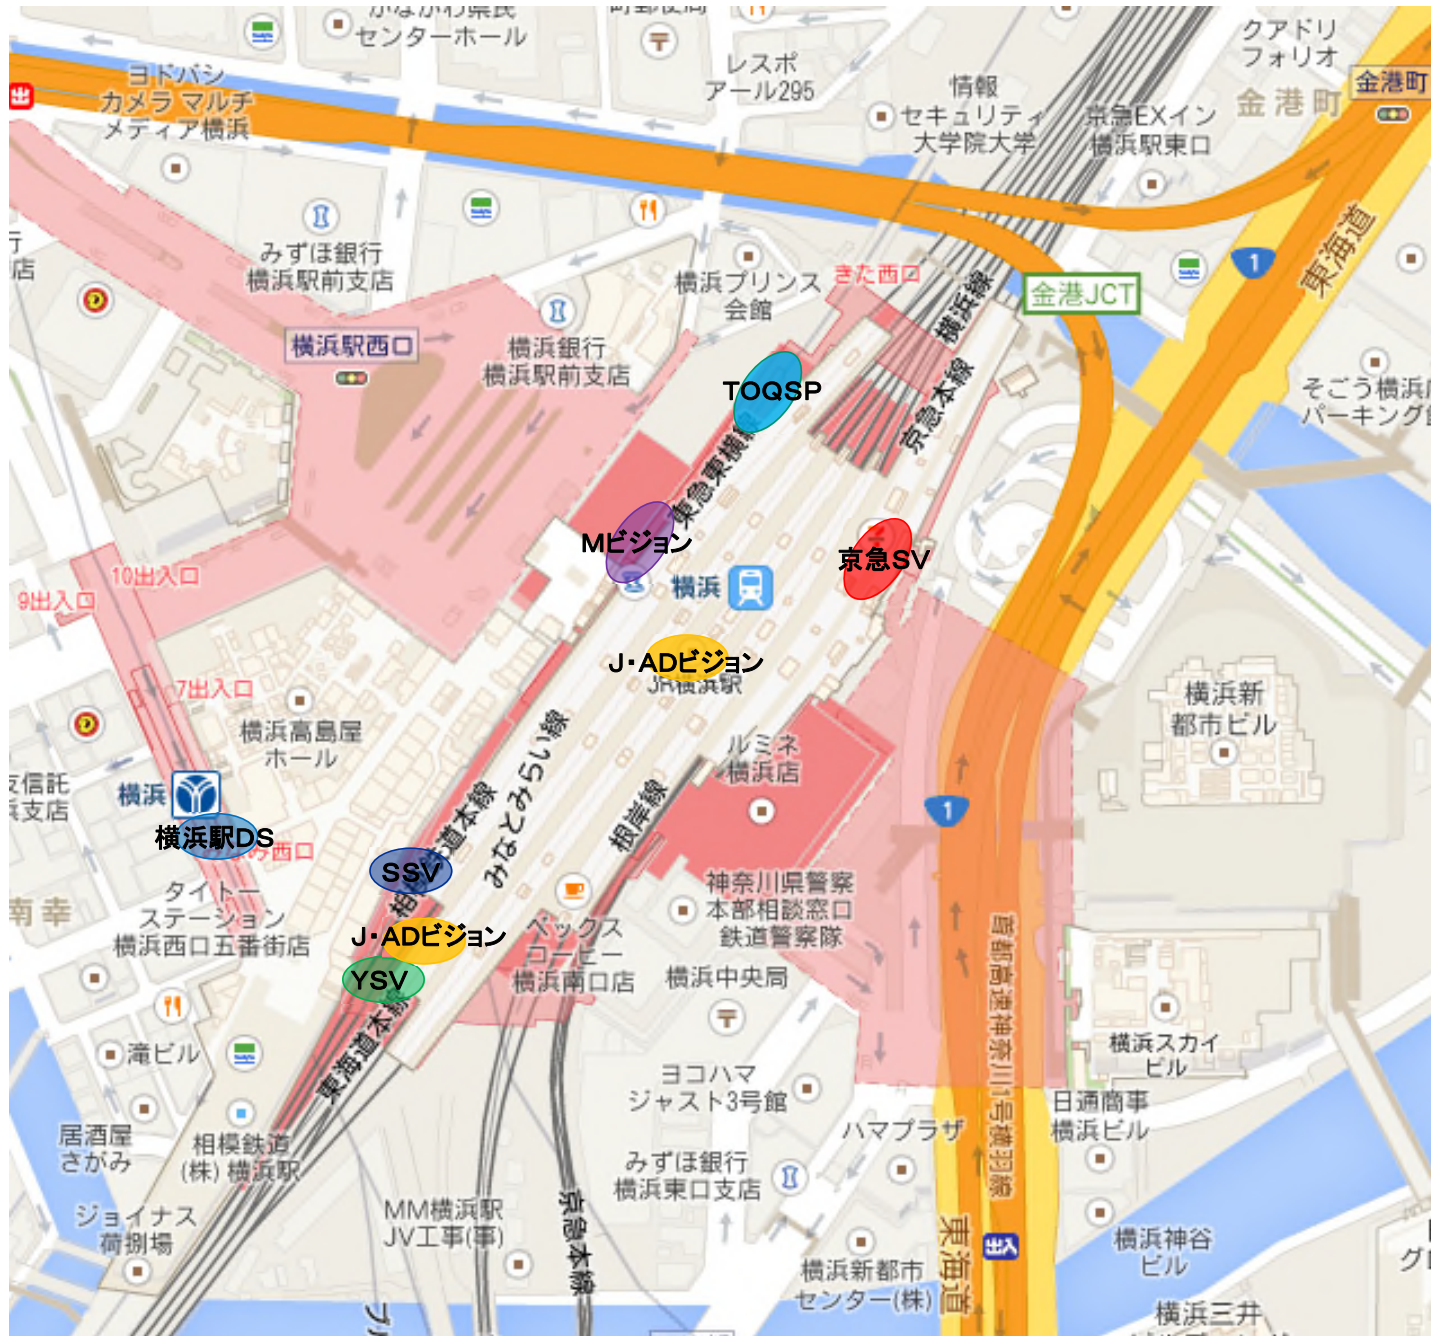 センターホール
ヨドバシ
カメラ マルチ
メディア横浜
出
レスポ
アール295
情報
セキュリティ
大学院大学
クアドリ
フォリオ
金港町
金港町
京急EXイン
横浜駅東口
みずほ銀行
横浜駅前支店
店
横浜プリンス
会館
きた西口
横浜線
金港JCT
1
東海道
横浜駅西口
横浜銀行
横浜駅前支店
TOQSP
東急東横線
京急本線
そごう横浜
パーキング
Mビジョン
京急SV
横浜
10出入口
9出入口
J・ADビジョン
JR横浜駅
7出入口
横浜高島屋
ホール
横浜新
都市ビル
ルミネ
横浜店
みなとみらい線
根岸線
信託
支店
横浜
1
横浜駅DS
西口
SSV
道本線
タイトー
ステーション
横浜西口五番街店
南幸
神奈川県警察
本部相談窓口
鉄道警察隊
ベックス
コーヒー
横浜南口店
J・ADビジョン
YSV
横浜中央局
首都高速神奈川1号横羽線
東海道本線
滝ビル
横浜スカイ
ビル
ヨコハマ
ジャスト3号館
日通商事
横浜ビル
居酒屋
さがみ
相模鉄道
(株) 横浜駅
ハマプラザ
みずほ銀行
横浜東口支店
ジョイナス
荷捌場
MM横浜駅
JV工事(事)
京急本線
東海道
出入
横浜神谷
ビル
横浜新都市
センター(株)
横浜三井